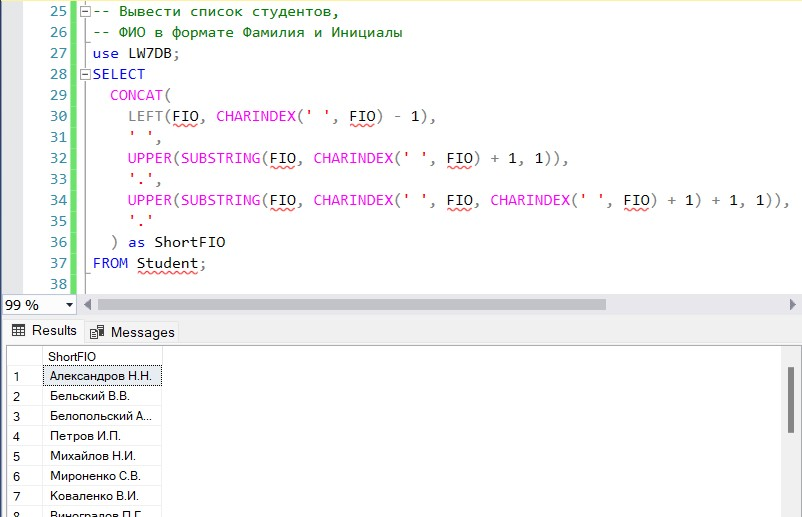 25 -- Вывести список студентов,
26 -- ФИО в формате Фамилия и Инициалы
27 use LW7DB;
28 SELECT
29 CONCAT(
30 LEFT(FIO, CHARINDEX(' ', FIO) - 1),
31 ' ',
32 UPPER(SUBSTRING(FIO, CHARINDEX(' ', FIO) + 1, 1)),
33 '.',
34 UPPER(SUBSTRING(FIO, CHARINDEX(' ', FIO, CHARINDEX(' ', FIO) + 1) + 1, 1)),
35 '.'
36 ) as ShortFIO
37 FROM Student;
38
99 %
Results Messages
ShortFIO
1 Александров Н.Н.
2 Бельский В.В.
3 Белопольский А...
4 Петров И.П.
5 Михайлов Н.И.
6 Мироненко С.В.
7 Коваленко В.И.
8 Виноградов П.Г.